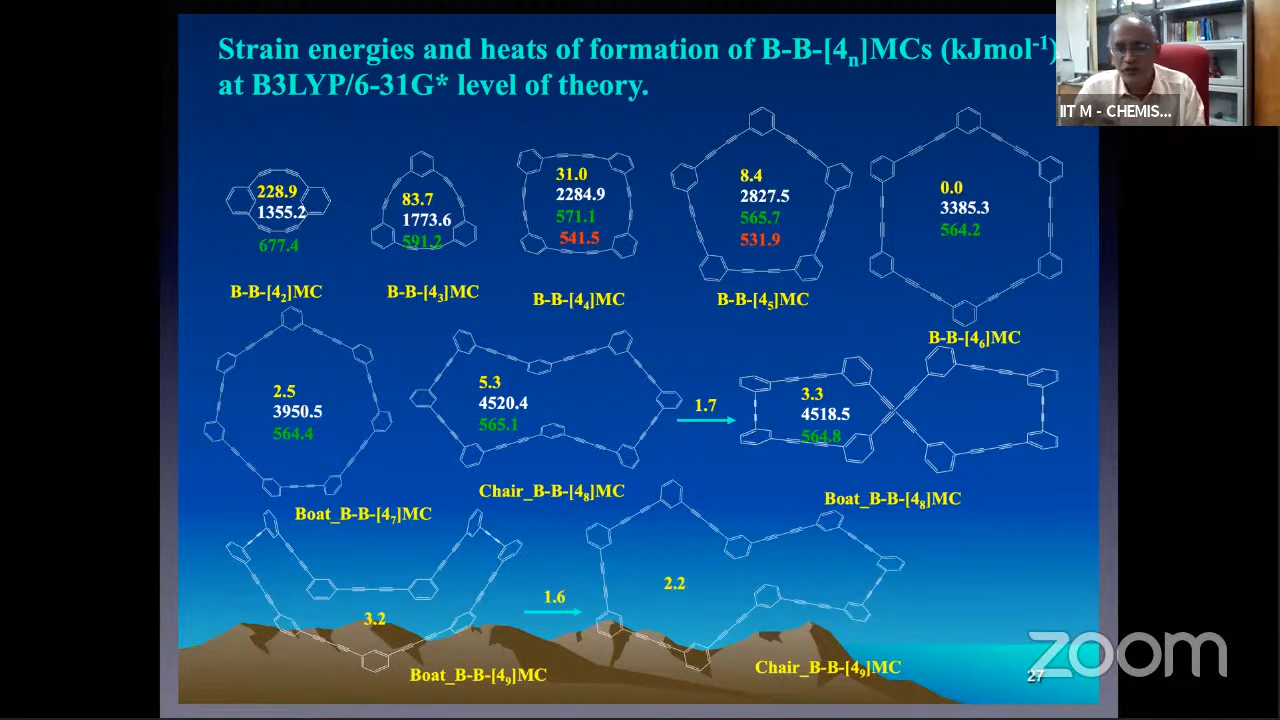 Strain energies and heats of formation of B-B-[4n]MCs (kJmol-1)
at B3LYP/6-31G* level of theory.
IIT M - CHEMIS...
228.9
1355.2
677.4
B-B-[42]MC
83.7
1773.6
591.2
B-B-[43]MC
31.0
2284.9
571.1
541.5
B-B-[44]MC
8.4
2827.5
565.7
531.9
B-B-[45]MC
0.0
3385.3
564.2
B-B-[46]MC
2.5
3950.5
564.4
Boat_B-B-[47]MC
5.3
4520.4
565.1
Chair_B-B-[48]MC
1.7
3.3
4518.5
564.8
Boat_B-B-[48]MC
3.2
Boat_B-B-[49]MC
1.6
2.2
Chair_B-B-[49]MC
zoom
27